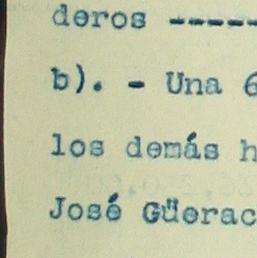 deros ------
b). - Una 6
los demás h
José Güerac